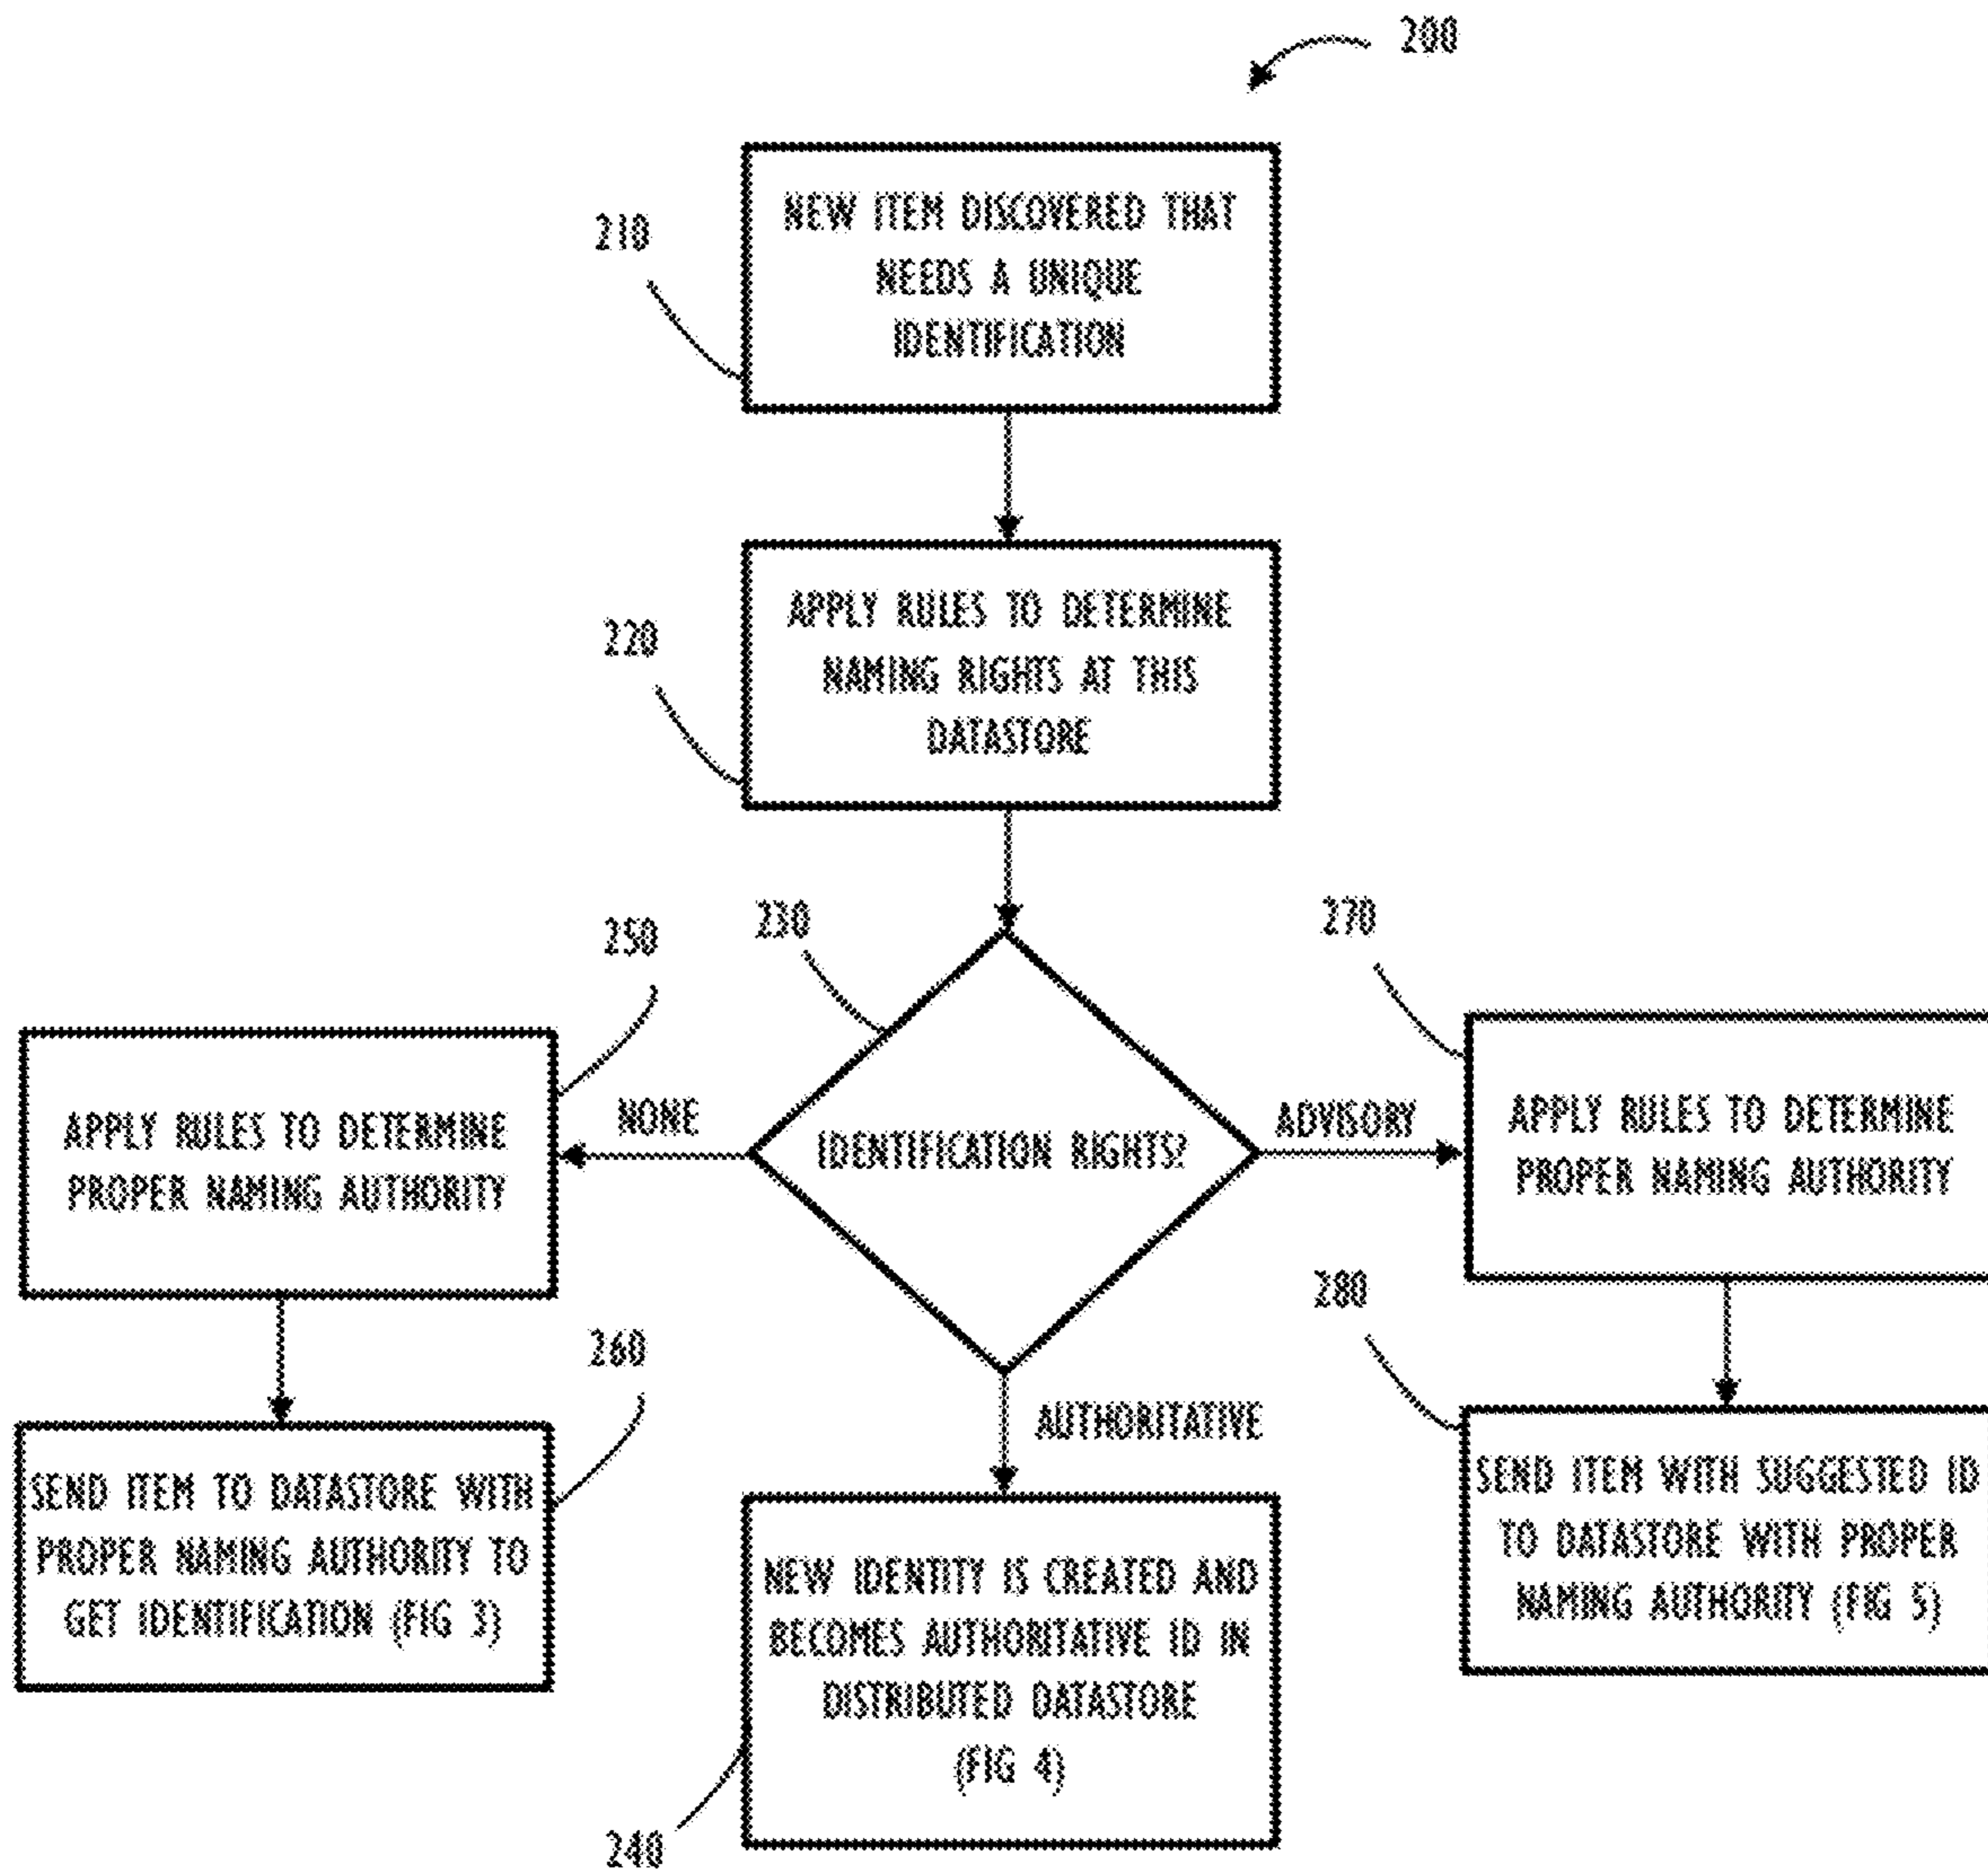 200
210
NEW ITEM DISCOVERED THAT
NEEDS A UNIQUE
IDENTIFICATION
220
APPLY RULES TO DETERMINE
NAMING RIGHTS AT THIS
DATASTORE
230
IDENTIFICATION RIGHTS?
NONE
ADVISORY
AUTHORITATIVE
250
APPLY RULES TO DETERMINE
PROPER NAMING AUTHORITY
260
SEND ITEM TO DATASTORE WITH
PROPER NAMING AUTHORITY TO
GET IDENTIFICATION (FIG 3)
240
NEW IDENTITY IS CREATED AND
BECOMES AUTHORITATIVE ID IN
DISTRIBUTED DATASTORE
(FIG 4)
270
APPLY RULES TO DETERMINE
PROPER NAMING AUTHORITY
280
SEND ITEM WITH SUGGESTED ID
TO DATASTORE WITH PROPER
NAMING AUTHORITY (FIG 5)